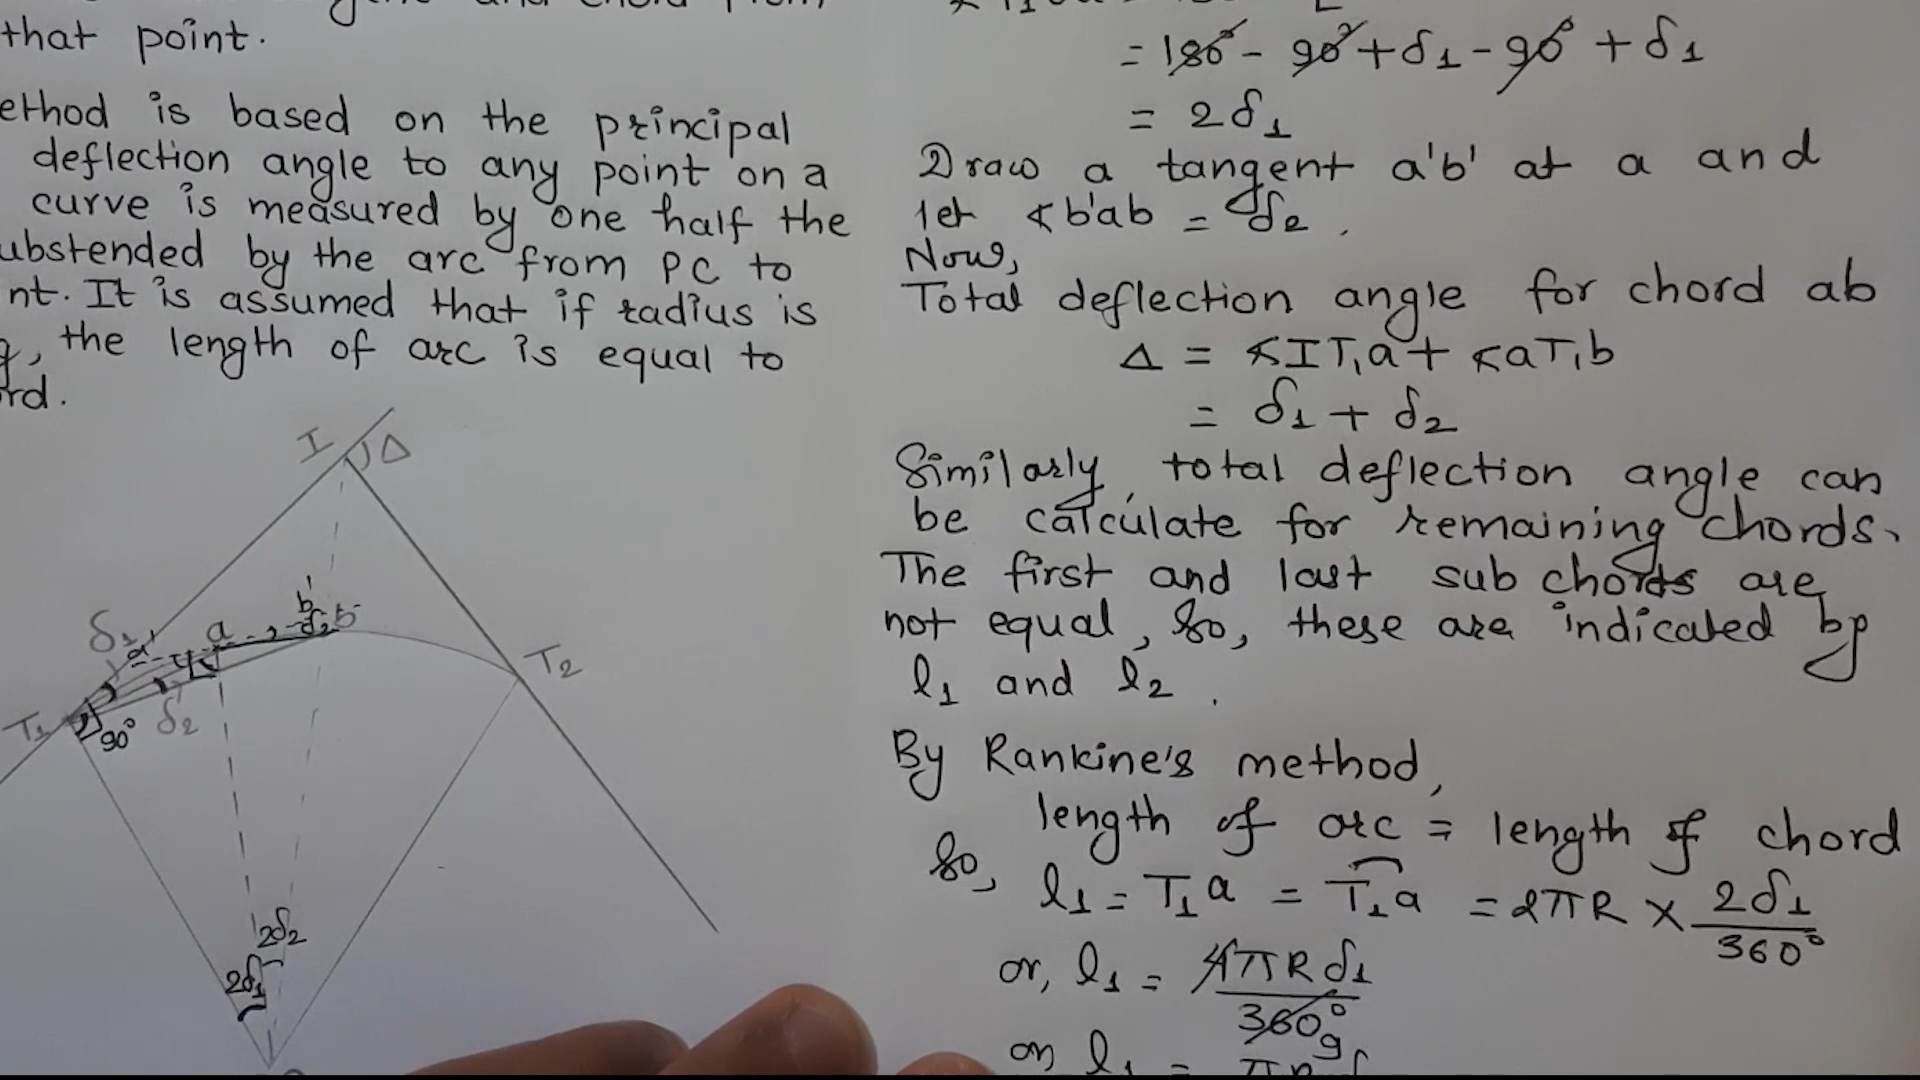 that point.
ethod is based on the principal
deflection angle to any point on a
curve is measured by one half the
ubstended by the arc from PC to
nt. It is assumed that if radius is
g, the length of arc is equal to
rd.
I Δ
δ1 a' a b' δ2 b
T1 90° δ2 T2
2δ2
2δ1
= 180° - 90° + δ1 - 90° + δ1
= 2δ1
Draw a tangent a'b' at a and
let ∠b'ab = δ2.
Now,
Total deflection angle for chord ab
Δ = ∠IT1a + ∠aT1b
= δ1 + δ2
Similarly, total deflection angle can
be calculate for remaining chords.
The first and last sub chords are
not equal, so, these are indicated by
l1 and l2.
By Rankine's method,
length of arc = length of chord
So, l1 = T1a = T1a = 2πR × 2δ1/360°
or, l1 = 4πRδ1/360° 9
or l1 =